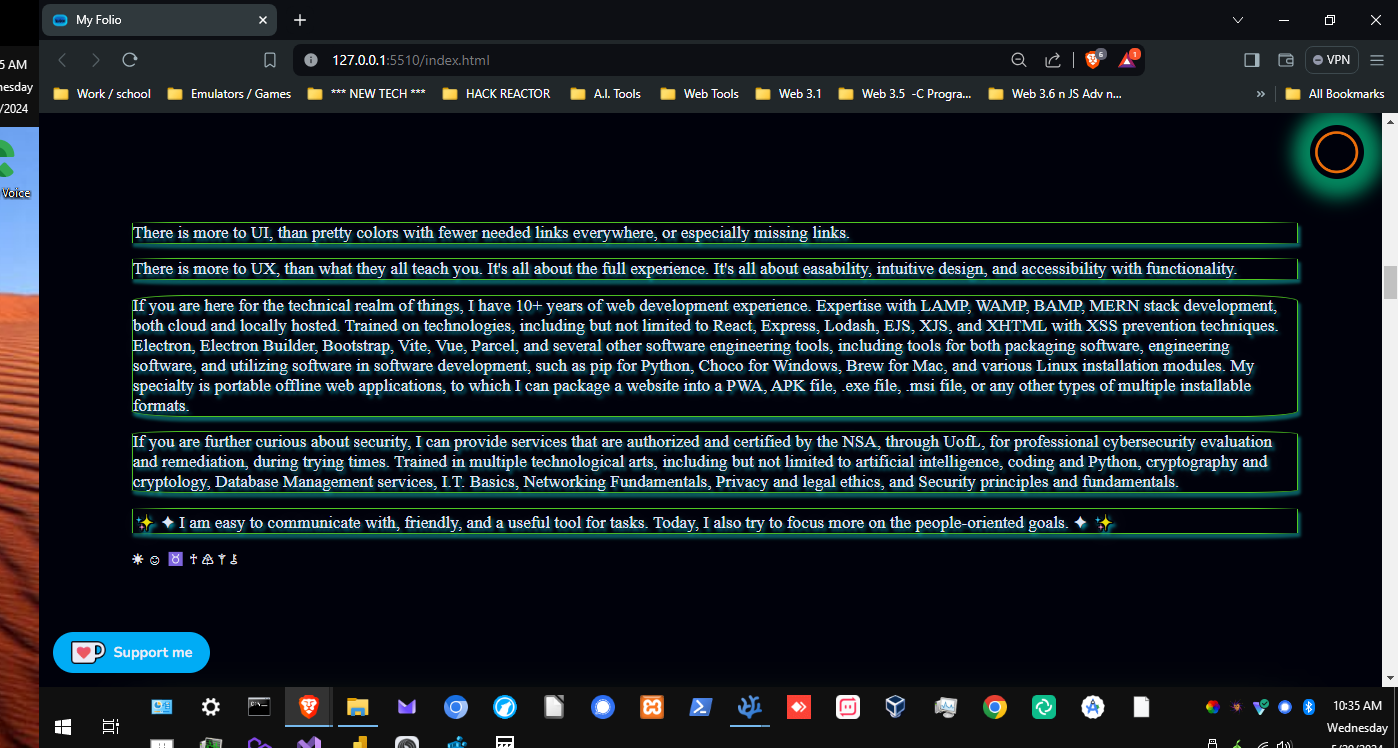 My Folio
5 AM
nesday
/2024
127.0.0.1:5510/index.html
6
1
VPN
Work / school
Emulators / Games
*** NEW TECH ***
HACK REACTOR
A.I. Tools
Web Tools
Web 3.1
Web 3.5 -C Progra...
Web 3.6 n JS Adv n...
»
All Bookmarks
Voice
There is more to UI, than pretty colors with fewer needed links everywhere, or especially missing links.
There is more to UX, than what they all teach you. It's all about the full experience. It's all about easability, intuitive design, and accessibility with functionality.
If you are here for the technical realm of things, I have 10+ years of web development experience. Expertise with LAMP, WAMP, BAMP, MERN stack development,
both cloud and locally hosted. Trained on technologies, including but not limited to React, Express, Lodash, EJS, XJS, and XHTML with XSS prevention techniques.
Electron, Electron Builder, Bootstrap, Vite, Vue, Parcel, and several other software engineering tools, including tools for both packaging software, engineering
software, and utilizing software in software development, such as pip for Python, Choco for Windows, Brew for Mac, and various Linux installation modules. My
specialty is portable offline web applications, to which I can package a website into a PWA, APK file, .exe file, .msi file, or any other types of multiple installable
formats.
If you are further curious about security, I can provide services that are authorized and certified by the NSA, through UofL, for professional cybersecurity evaluation
and remediation, during trying times. Trained in multiple technological arts, including but not limited to artificial intelligence, coding and Python, cryptography and
cryptology, Database Management services, I.T. Basics, Networking Fundamentals, Privacy and legal ethics, and Security principles and fundamentals.
✨ ✦ I am easy to communicate with, friendly, and a useful tool for tasks. Today, I also try to focus more on the people-oriented goals. ✦ ✨
Support me
10:35 AM
Wednesday